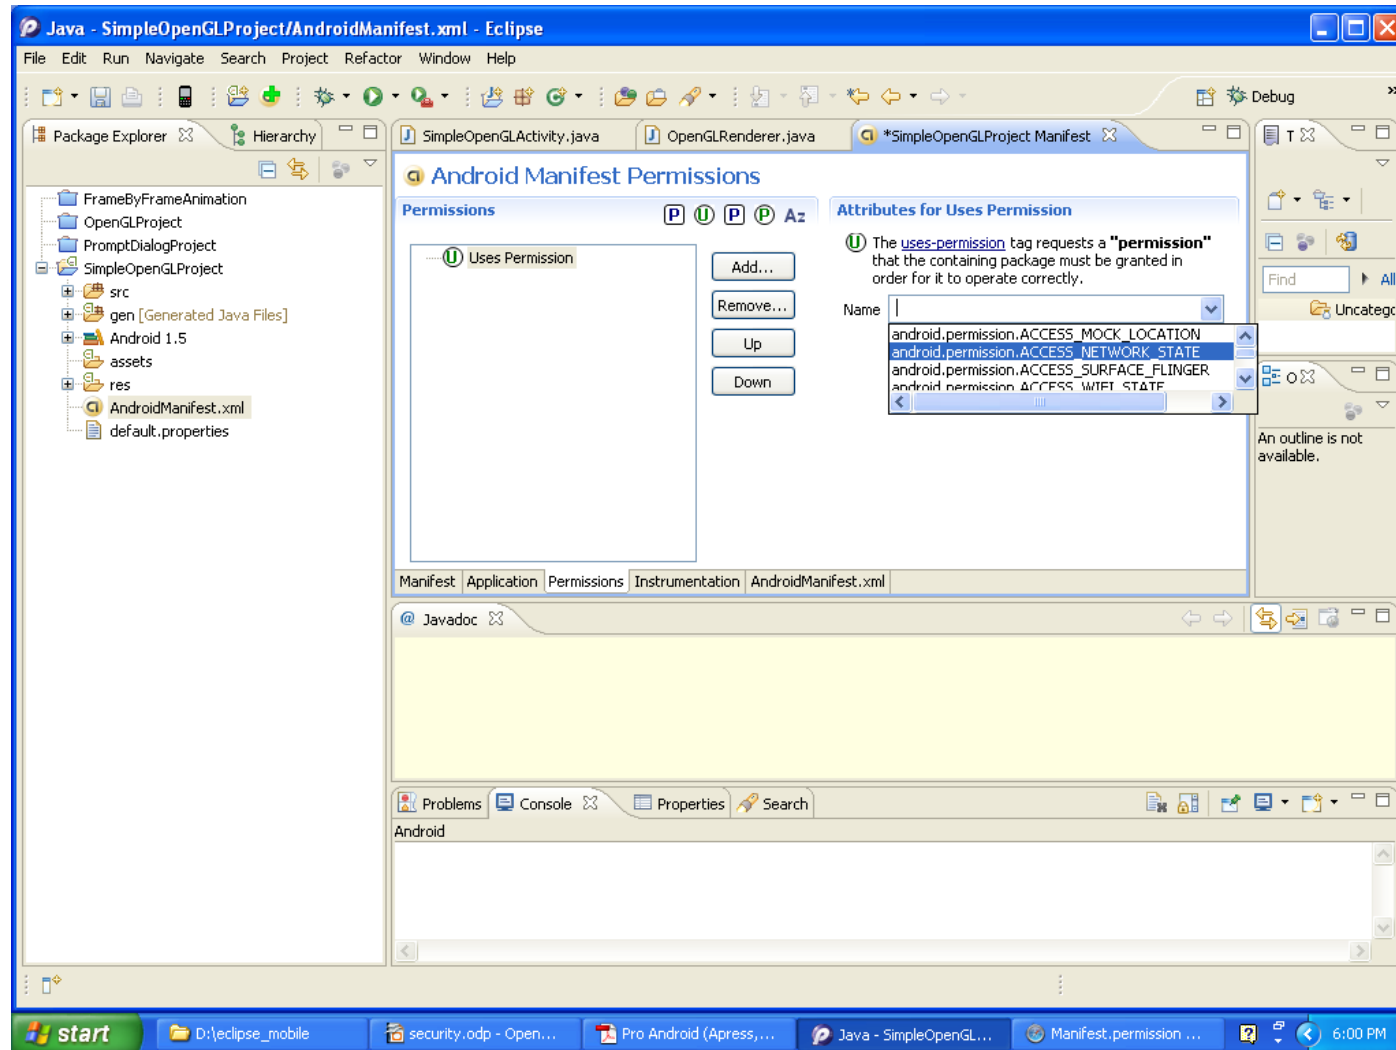 Java - SimpleOpenGLProject/AndroidManifest.xml - Eclipse
File Edit Run Navigate Search Project Refactor Window Help
Debug
Package Explorer
Hierarchy
SimpleOpenGLActivity.java
OpenGLRenderer.java
*SimpleOpenGLProject Manifest
T
FrameByFrameAnimation
OpenGLProject
PromptDialogProject
SimpleOpenGLProject
src
gen [Generated Java Files]
Android 1.5
assets
res
AndroidManifest.xml
default.properties
Android Manifest Permissions
Permissions
P U P P Az
Uses Permission
Add...
Remove...
Up
Down
Attributes for Uses Permission
U The uses-permission tag requests a "permission"
that the containing package must be granted in
order for it to operate correctly.
Name
android.permission.ACCESS_MOCK_LOCATION
android.permission.ACCESS_NETWORK_STATE
android.permission.ACCESS_SURFACE_FLINGER
android.permission.ACCESS_WIFI_STATE
Find
All
Uncatego
O
An outline is not
available.
Manifest Application Permissions Instrumentation AndroidManifest.xml
@ Javadoc
Problems Console Properties Search
Android
start
D:\eclipse_mobile
security.odp - Open...
Pro Android (Apress,...
Java - SimpleOpenGL...
Manifest.permission ...
6:00 PM